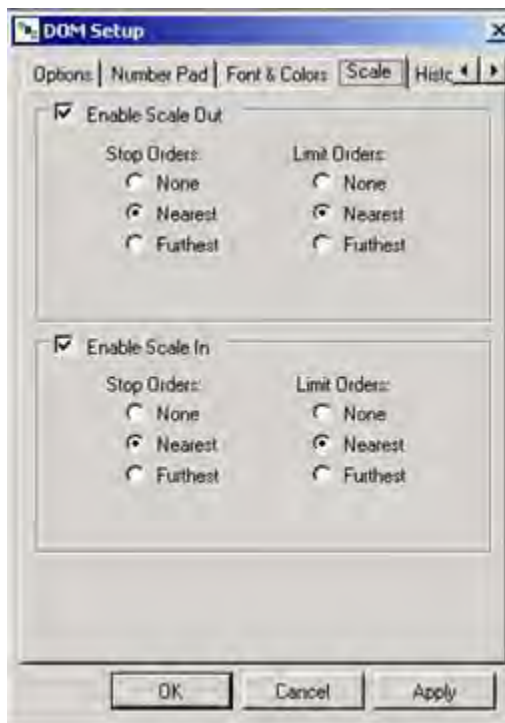 DOM Setup
Options Number Pad Font & Colors Scale Histo
Enable Scale Out
Stop Orders: Limit Orders:
None None
Nearest Nearest
Furthest Furthest
Enable Scale In
Stop Orders: Limit Orders:
None None
Nearest Nearest
Furthest Furthest
OK Cancel Apply